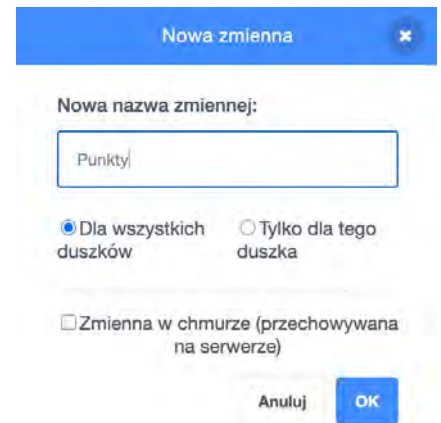 Nowa zmienna
Nowa nazwa zmiennej:
Punkty
Dla wszystkich duszków
Tylko dla tego duszka
Zmienna w chmurze (przechowywana
na serwerze)
Anuluj OK